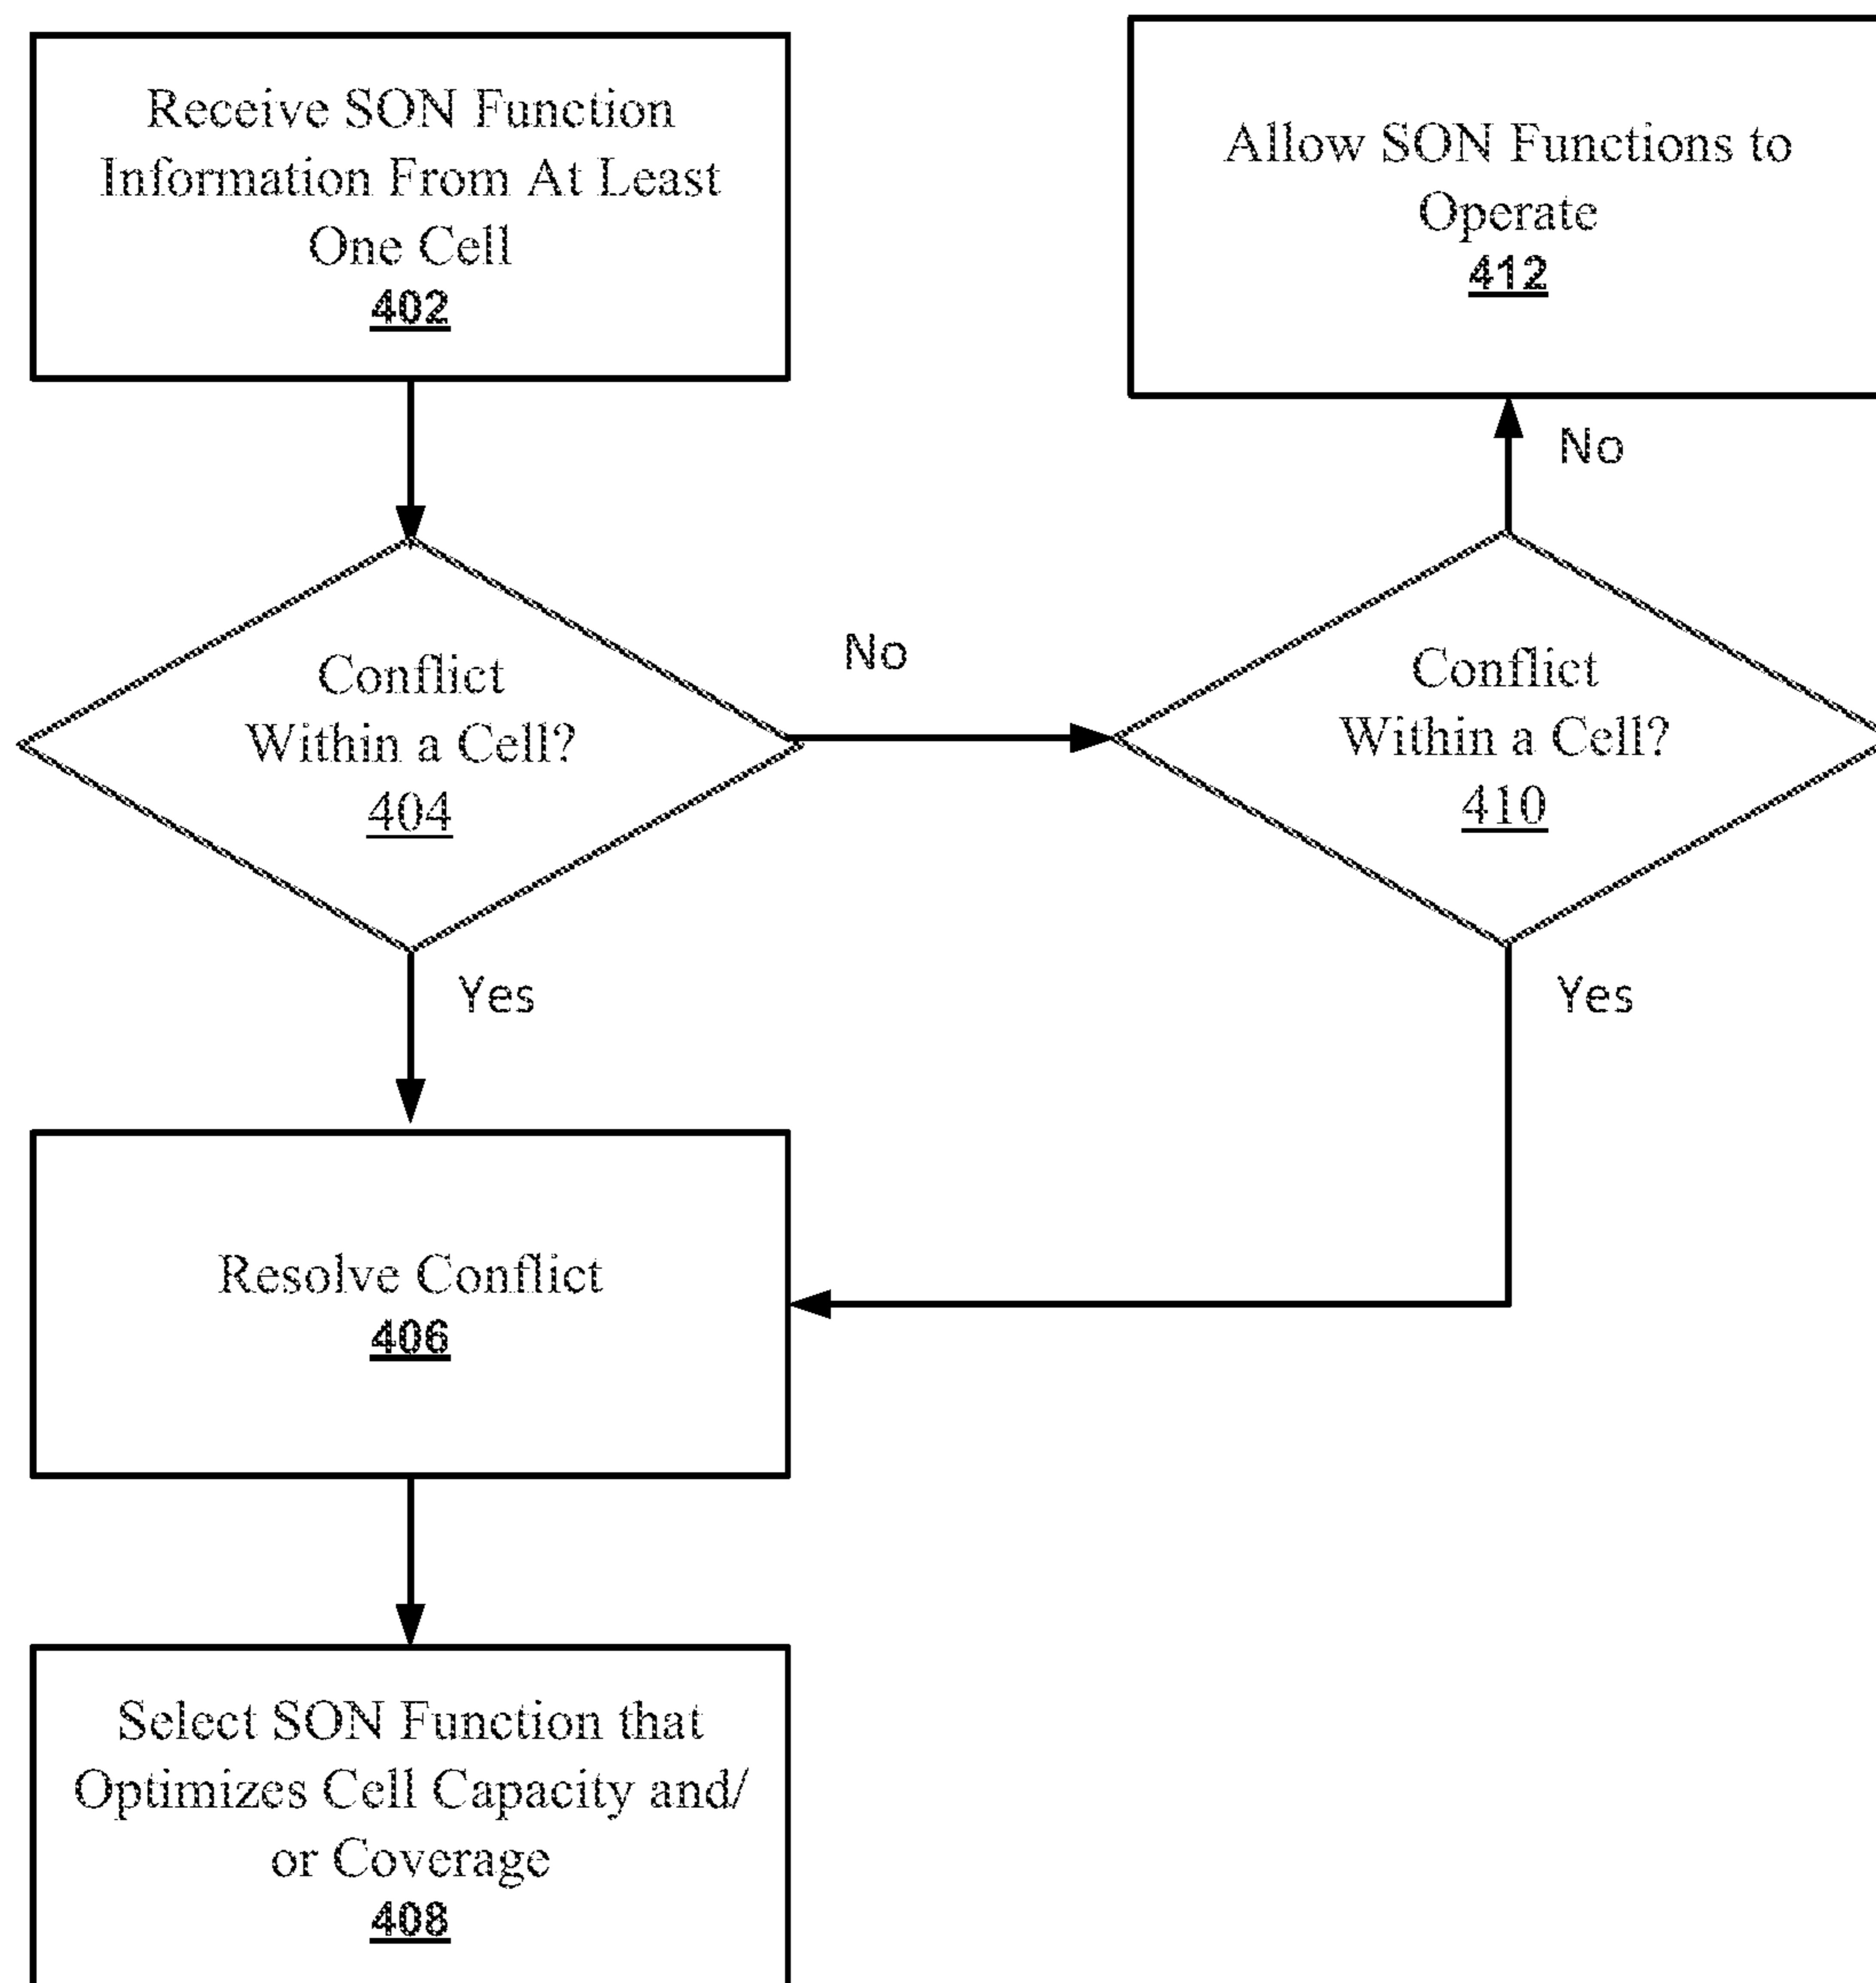 Receive SON Function
Information From At Least
One Cell
402
Allow SON Functions to
Operate
412
No
Conflict
Within a Cell?
404
No
Conflict
Within a Cell?
410
Yes
Yes
Resolve Conflict
406
Select SON Function that
Optimizes Cell Capacity and/
or Coverage
408